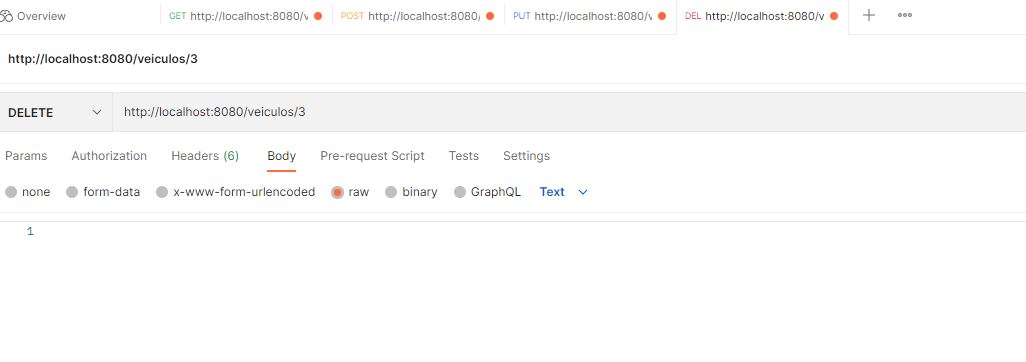 Overview GET http://localhost:8080/v POST http://localhost:8080/ PUT http://localhost:8080/v DEL http://localhost:8080/v
http://localhost:8080/veiculos/3
DELETE http://localhost:8080/veiculos/3
Params Authorization Headers (6) Body Pre-request Script Tests Settings
none form-data x-www-form-urlencoded raw binary GraphQL Text
1